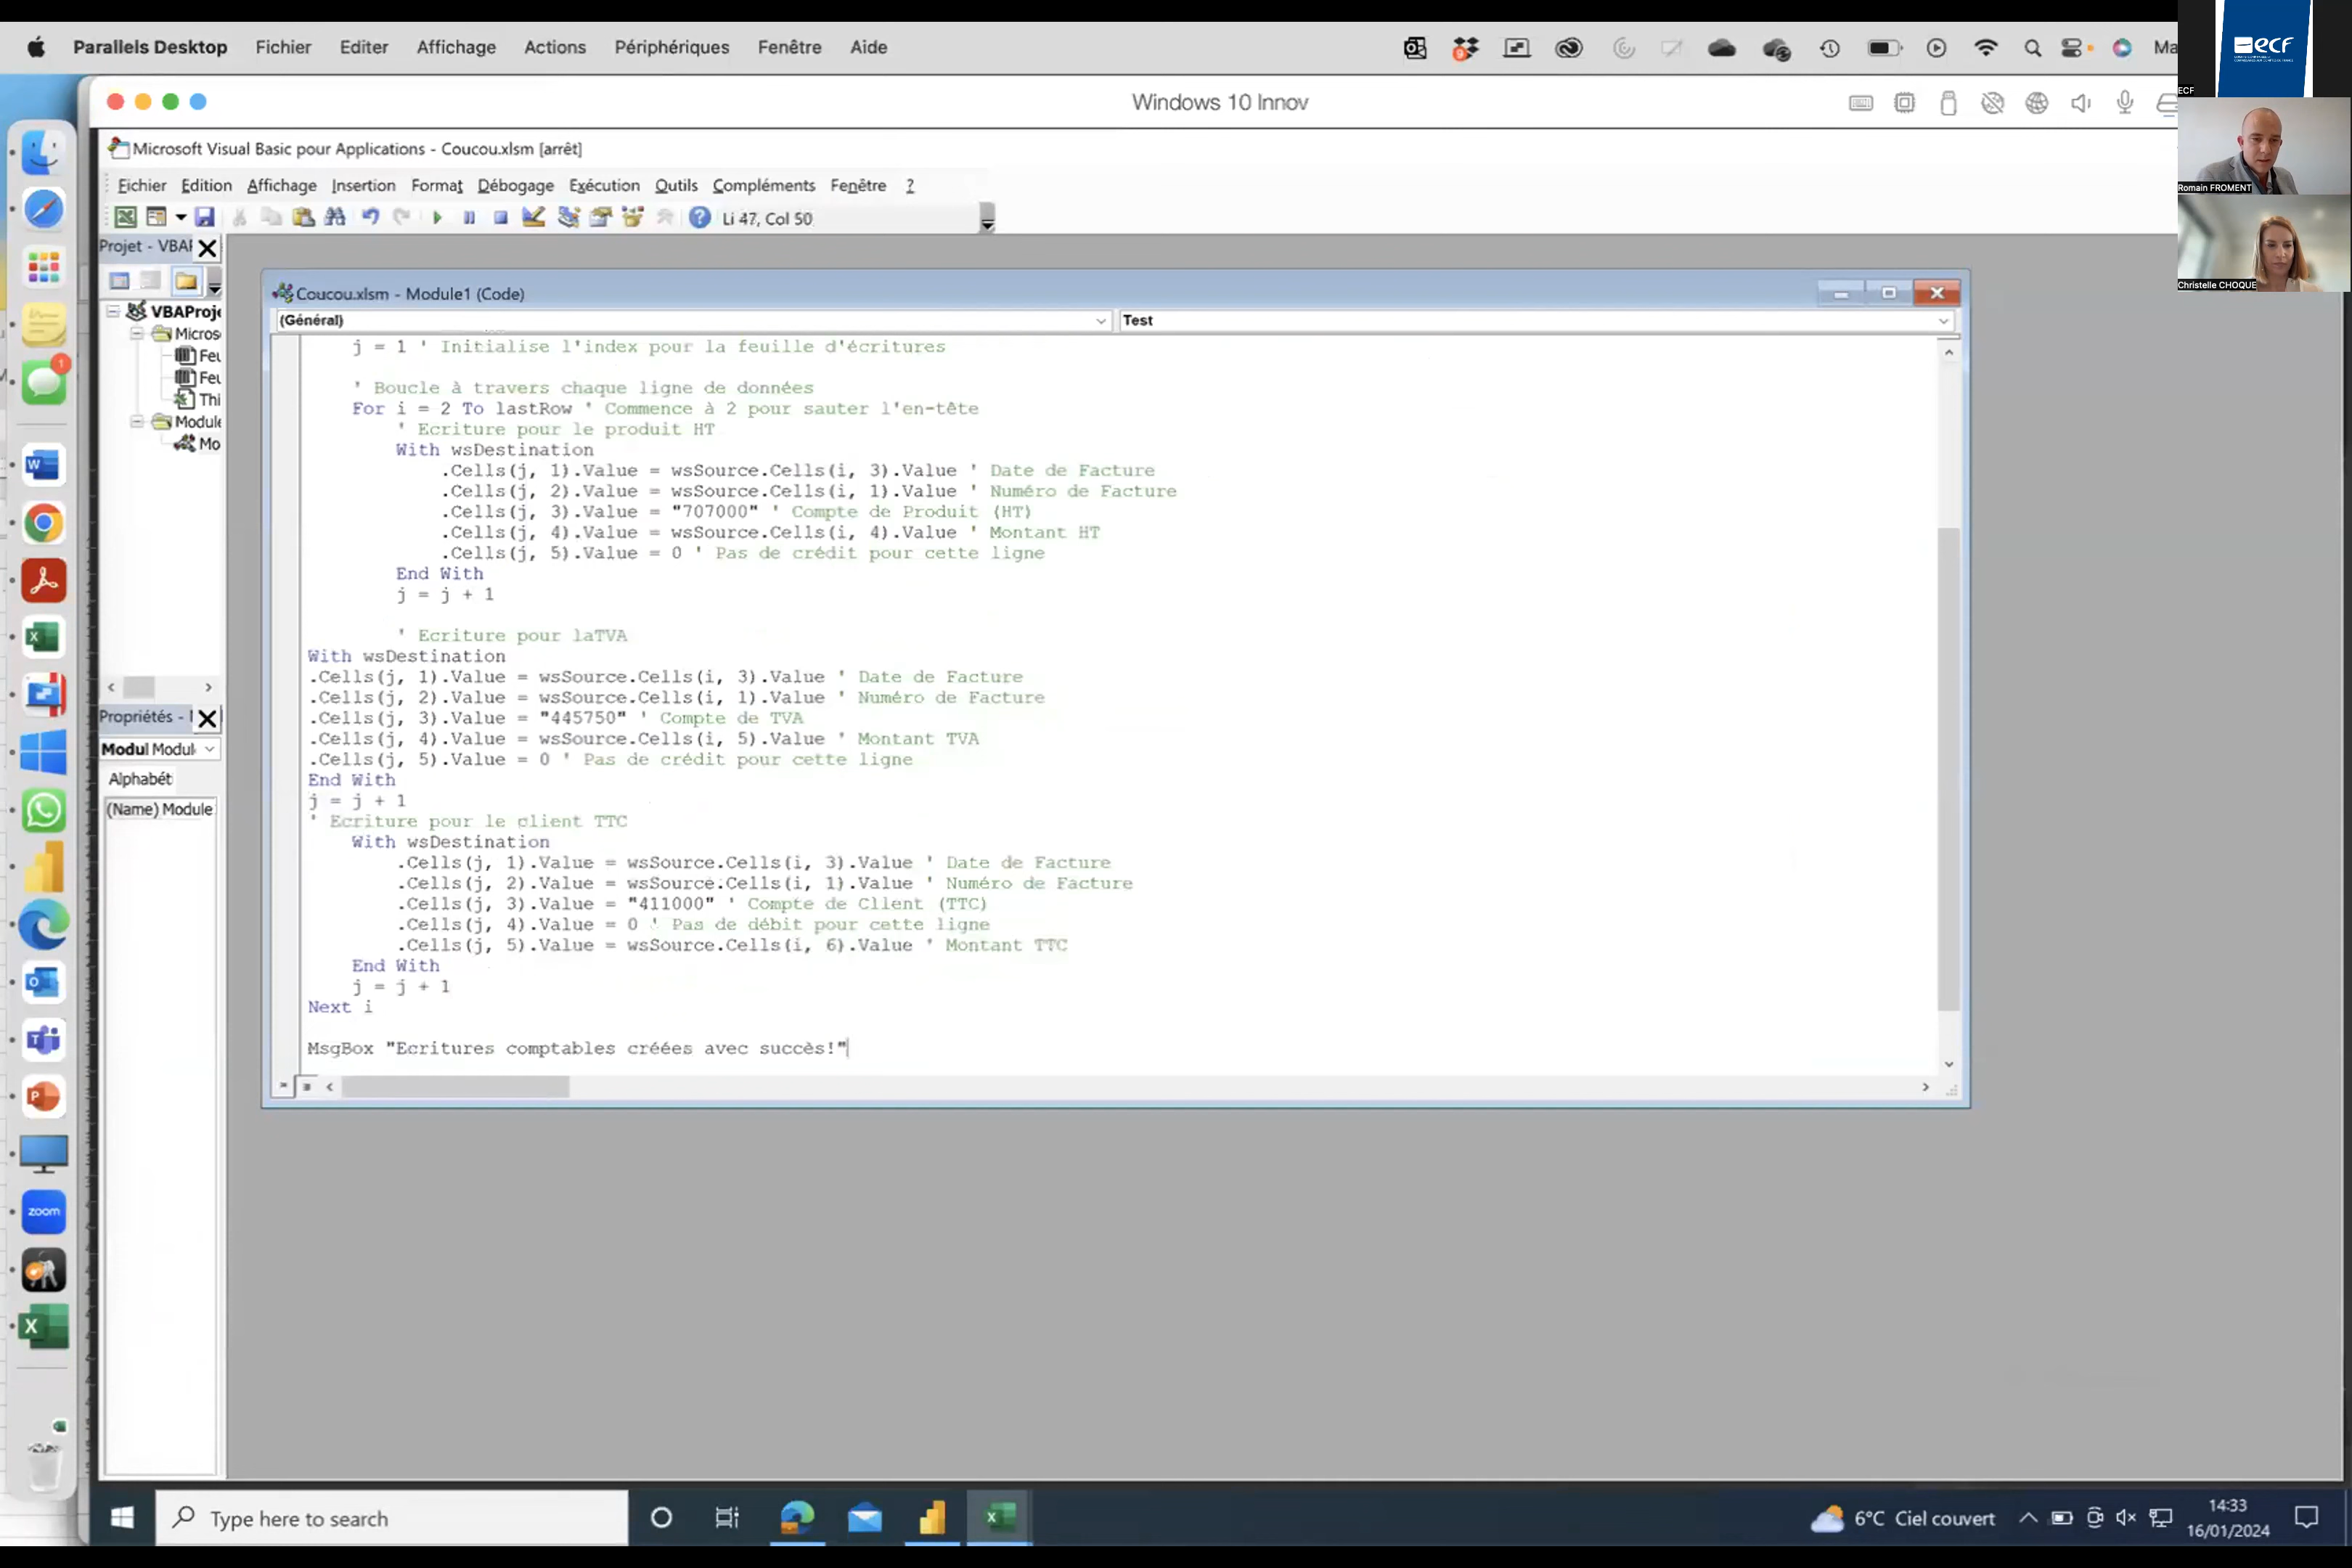 Parallels Desktop Fichier Editer Affichage Actions Périphériques Fenêtre Aide
Ma
ecf
ECF
Romain FROMENT
Christelle CHOQUE
Windows 10 Innov
Microsoft Visual Basic pour Applications - Coucou.xlsm [arrêt]
Fichier Edition Affichage Insertion Format Débogage Exécution Outils Compléments Fenêtre ?
Li 47, Col 50
Projet - VBAI
VBAProje
Micros
Feu
Feu
Thi
Module
Mo
Propriétés - I
Modul Modul
Alphabét
(Name) Module
Coucou.xlsm - Module1 (Code)
(Général) Test
j = 1 ' Initialise l'index pour la feuille d'écritures
' Boucle à travers chaque ligne de données
For i = 2 To lastRow ' Commence à 2 pour sauter l'en-tête
' Ecriture pour le produit HT
With wsDestination
.Cells(j, 1).Value = wsSource.Cells(i, 3).Value ' Date de Facture
.Cells(j, 2).Value = wsSource.Cells(i, 1).Value ' Numéro de Facture
.Cells(j, 3).Value = "707000" ' Compte de Produit (HT)
.Cells(j, 4).Value = wsSource.Cells(i, 4).Value ' Montant HT
.Cells(j, 5).Value = 0 ' Pas de crédit pour cette ligne
End With
j = j + 1
' Ecriture pour laTVA
With wsDestination
.Cells(j, 1).Value = wsSource.Cells(i, 3).Value ' Date de Facture
.Cells(j, 2).Value = wsSource.Cells(i, 1).Value ' Numéro de Facture
.Cells(j, 3).Value = "445750" ' Compte de TVA
.Cells(j, 4).Value = wsSource.Cells(i, 5).Value ' Montant TVA
.Cells(j, 5).Value = 0 ' Pas de crédit pour cette ligne
End With
j = j + 1
' Ecriture pour le client TTC
With wsDestination
.Cells(j, 1).Value = wsSource.Cells(i, 3).Value ' Date de Facture
.Cells(j, 2).Value = wsSource.Cells(i, 1).Value ' Numéro de Facture
.Cells(j, 3).Value = "411000" ' Compte de Client (TTC)
.Cells(j, 4).Value = 0 ' Pas de débit pour cette ligne
.Cells(j, 5).Value = wsSource.Cells(i, 6).Value ' Montant TTC
End With
j = j + 1
Next i
MsgBox "Ecritures comptables créées avec succès!"
zoom
Type here to search
6°C Ciel couvert
14:33
16/01/2024